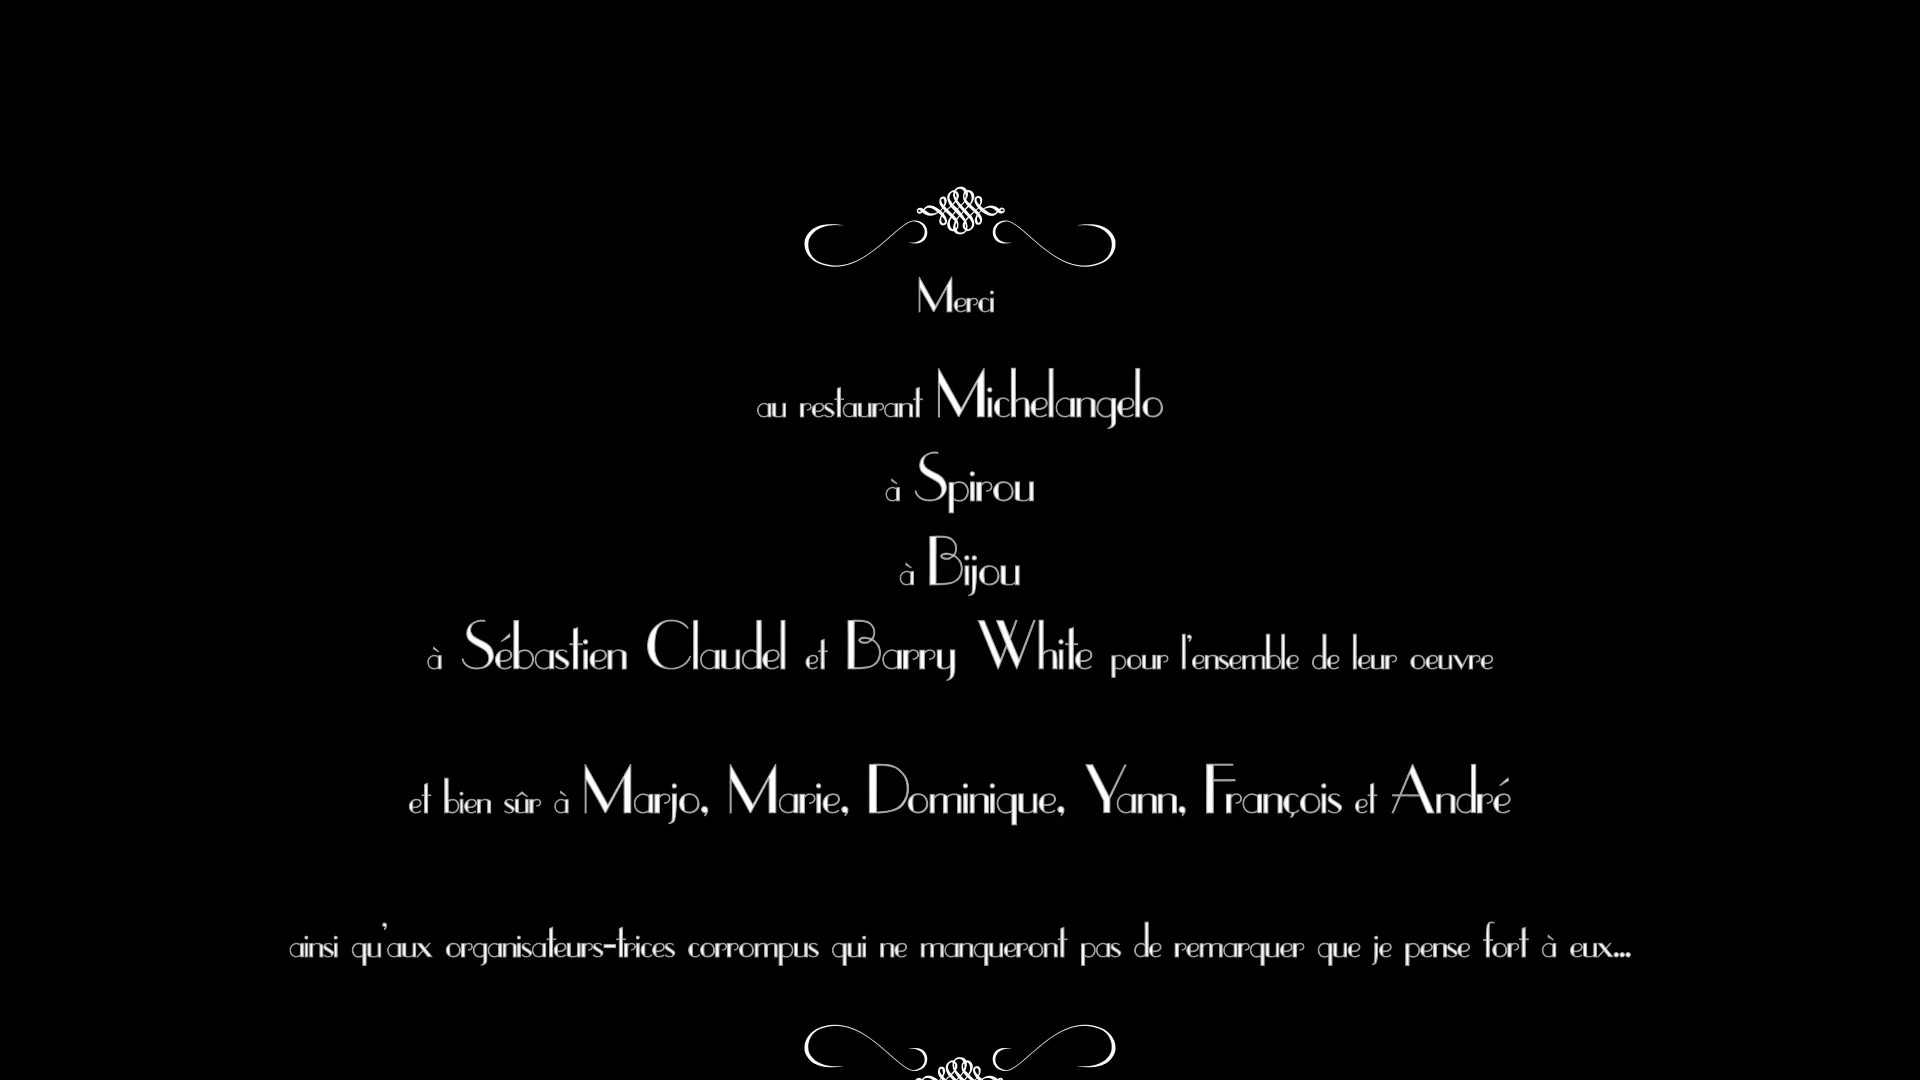 Merci
au restaurant Michelangelo
à Spirou
à Bijou
à Sébastien Claudel et Barry White pour l'ensemble de leur oeuvre
et bien sûr à Marjo, Marie, Dominique, Yann, François et André
ainsi qu'aux organisateurs-trices corrompus qui ne manqueront pas de remarquer que je pense fort à eux...